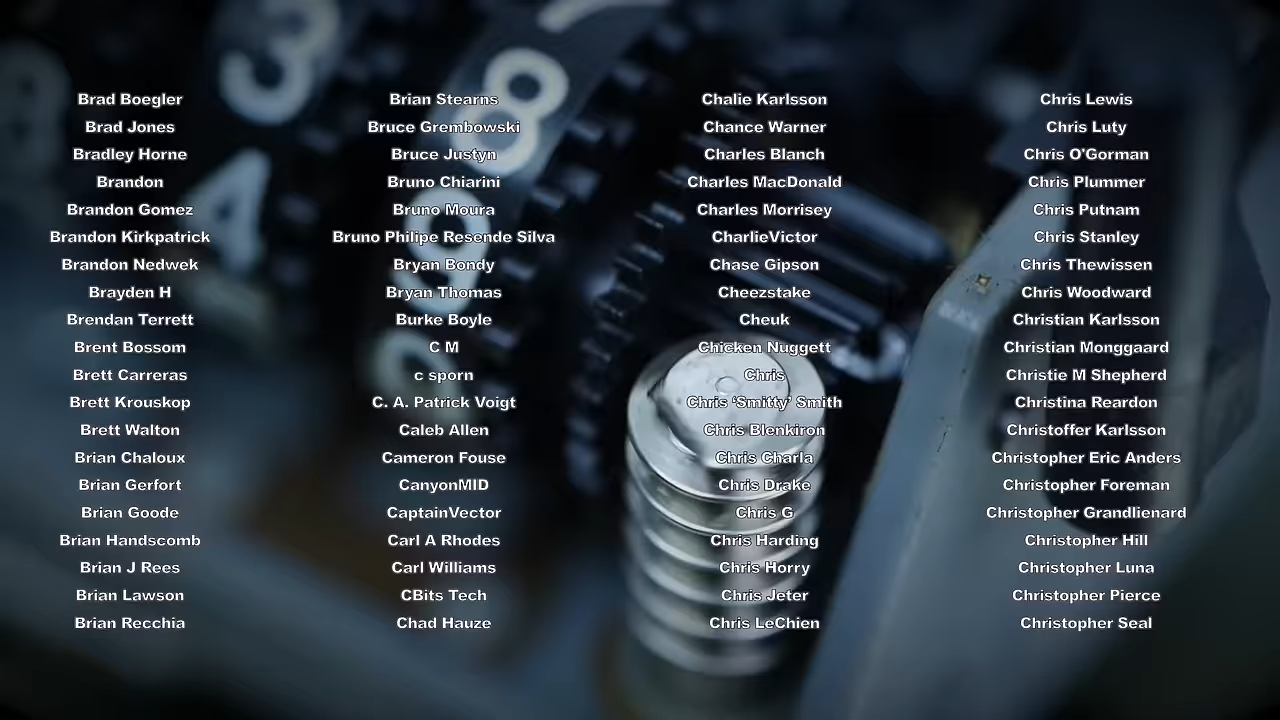 Brad Boegler
Brad Jones
Bradley Horne
Brandon
Brandon Gomez
Brandon Kirkpatrick
Brandon Nedwek
Brayden H
Brendan Terrett
Brent Bossom
Brett Carreras
Brett Krouskop
Brett Walton
Brian Chaloux
Brian Gerfort
Brian Goode
Brian Handscomb
Brian J Rees
Brian Lawson
Brian Recchia
Brian Stearns
Bruce Grembowski
Bruce Justyn
Bruno Chiarini
Bruno Moura
Bruno Philipe Resende Silva
Bryan Bondy
Bryan Thomas
Burke Boyle
C M
c sporn
C. A. Patrick Voigt
Caleb Allen
Cameron Fouse
CanyonMID
CaptainVector
Carl A Rhodes
Carl Williams
CBits Tech
Chad Hauze
Chalie Karlsson
Chance Warner
Charles Blanch
Charles MacDonald
Charles Morrisey
CharlieVictor
Chase Gipson
Cheezstake
Cheuk
Chicken Nuggett
Chris
Chris ‘Smitty’ Smith
Chris Blenkiron
Chris Charla
Chris Drake
Chris G
Chris Harding
Chris Horry
Chris Jeter
Chris LeChien
Chris Lewis
Chris Luty
Chris O'Gorman
Chris Plummer
Chris Putnam
Chris Stanley
Chris Thewissen
Chris Woodward
Christian Karlsson
Christian Monggaard
Christie M Shepherd
Christina Reardon
Christoffer Karlsson
Christopher Eric Anders
Christopher Foreman
Christopher Grandlienard
Christopher Hill
Christopher Luna
Christopher Pierce
Christopher Seal
3
8
4